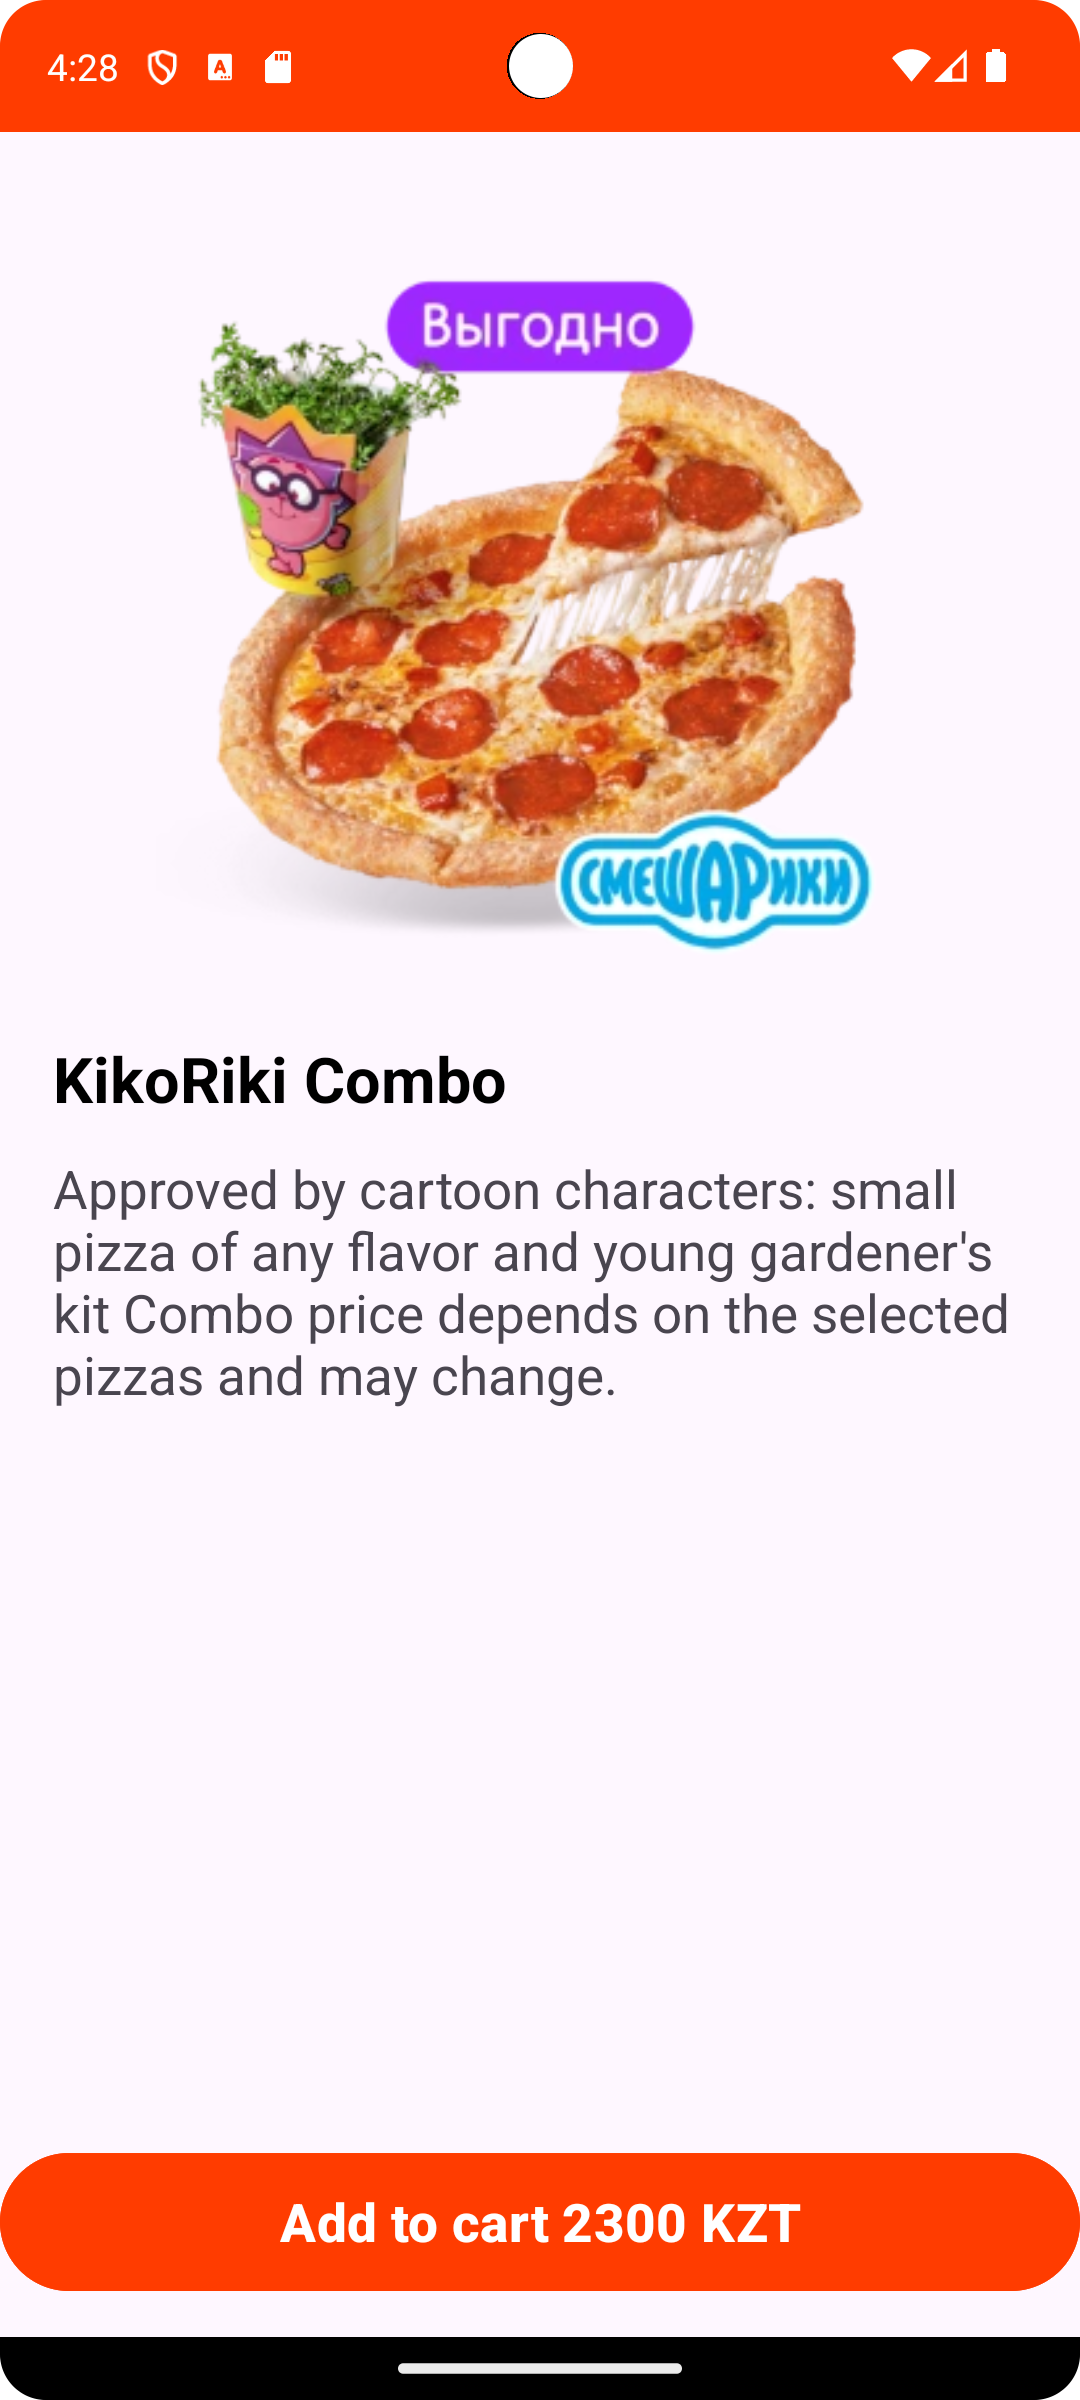 4:28
Выгодно
СМЕШАРИКИ
KikoRiki Combo
Approved by cartoon characters: small
pizza of any flavor and young gardener's
kit Combo price depends on the selected
pizzas and may change.
Add to cart 2300 KZT